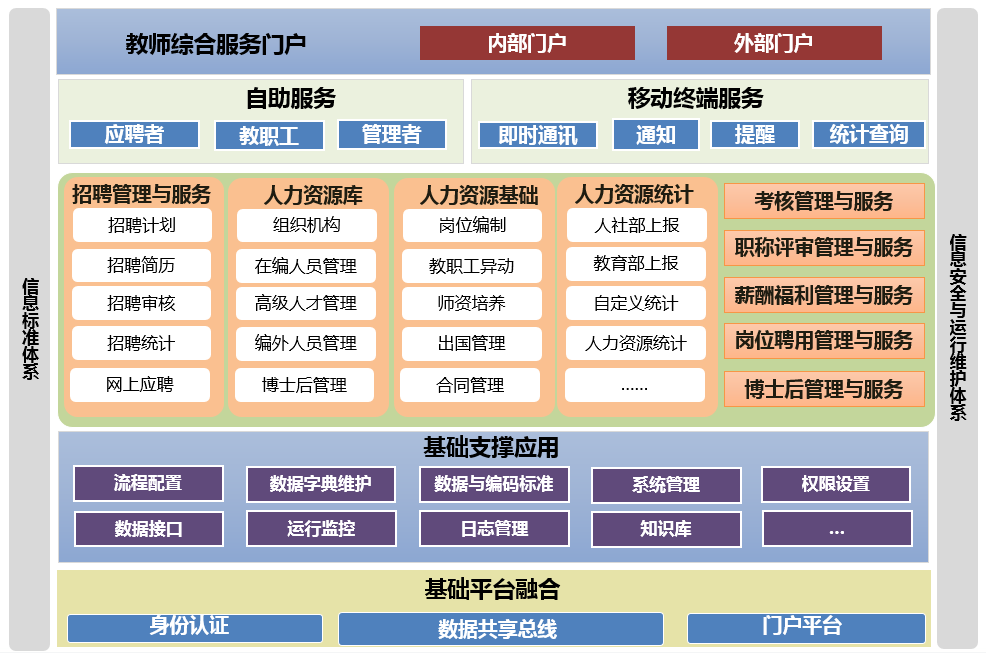 教师综合服务门户
内部门户
外部门户
自助服务
应聘者
教职工
管理者
移动终端服务
即时通讯
通知
提醒
统计查询
信息标准体系
招聘管理与服务
招聘计划
招聘简历
招聘审核
招聘统计
网上应聘
人力资源库
组织机构
在编人员管理
高级人才管理
编外人员管理
博士后管理
人力资源基础
岗位编制
教职工异动
师资培养
出国管理
合同管理
人力资源统计
人社部上报
教育部上报
自定义统计
人力资源统计
......
考核管理与服务
职称评审管理与服务
薪酬福利管理与服务
岗位聘用管理与服务
博士后管理与服务
信息安全与运行维护体系
基础支撑应用
流程配置
数据字典维护
数据与编码标准
系统管理
权限设置
数据接口
运行监控
日志管理
知识库
...
基础平台融合
身份认证
数据共享总线
门户平台